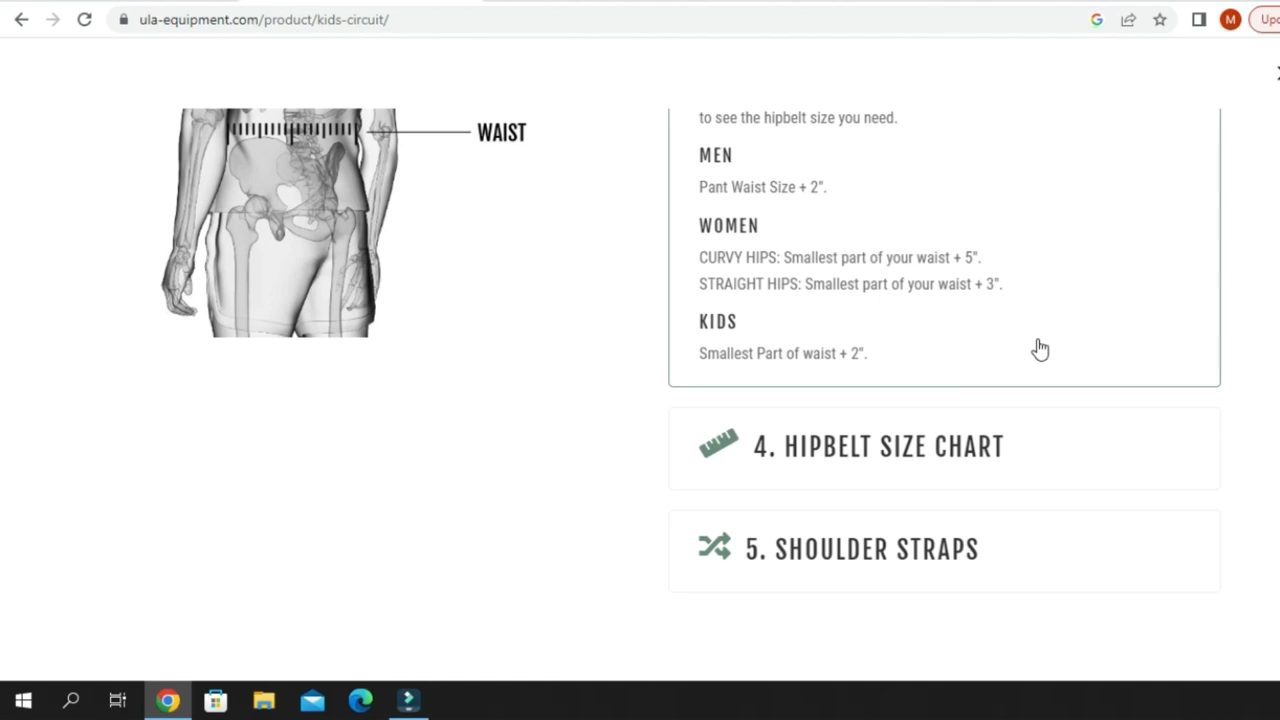 ula-equipment.com/product/kids-circuit/
M
WAIST
to see the hipbelt size you need.
MEN
Pant Waist Size + 2".
WOMEN
CURVY HIPS: Smallest part of your waist + 5".
STRAIGHT HIPS: Smallest part of your waist + 3".
KIDS
Smallest Part of waist + 2".
4. HIPBELT SIZE CHART
5. SHOULDER STRAPS